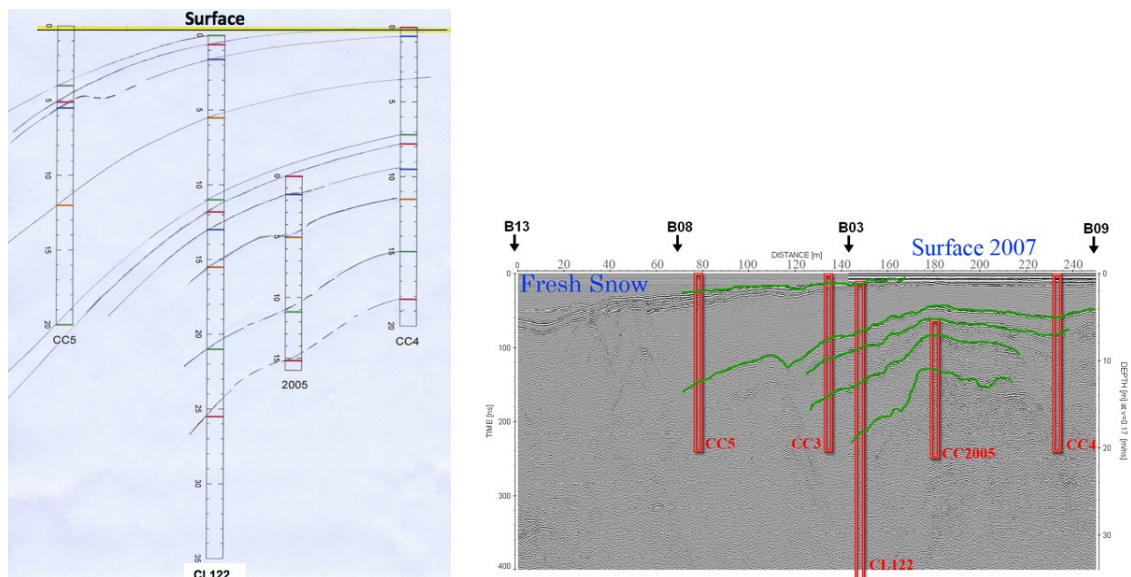 Surface
0
5
10
15
20
CC5
0
5
10
15
20
25
30
35
CL122
0
5
10
15
2005
0
5
10
15
20
CC4
B13
B08
B03
B09
Surface 2007
DISTANCE [m]
0 20 40 60 80 100 120 140 160 180 200 220 240
Fresh Snow
0
100
200
300
400
TIME [ns]
0
10
20
30
DEPTH [m] at v=0.17 [m/ns]
CC5
CC3
CC2005
CC4
CL122